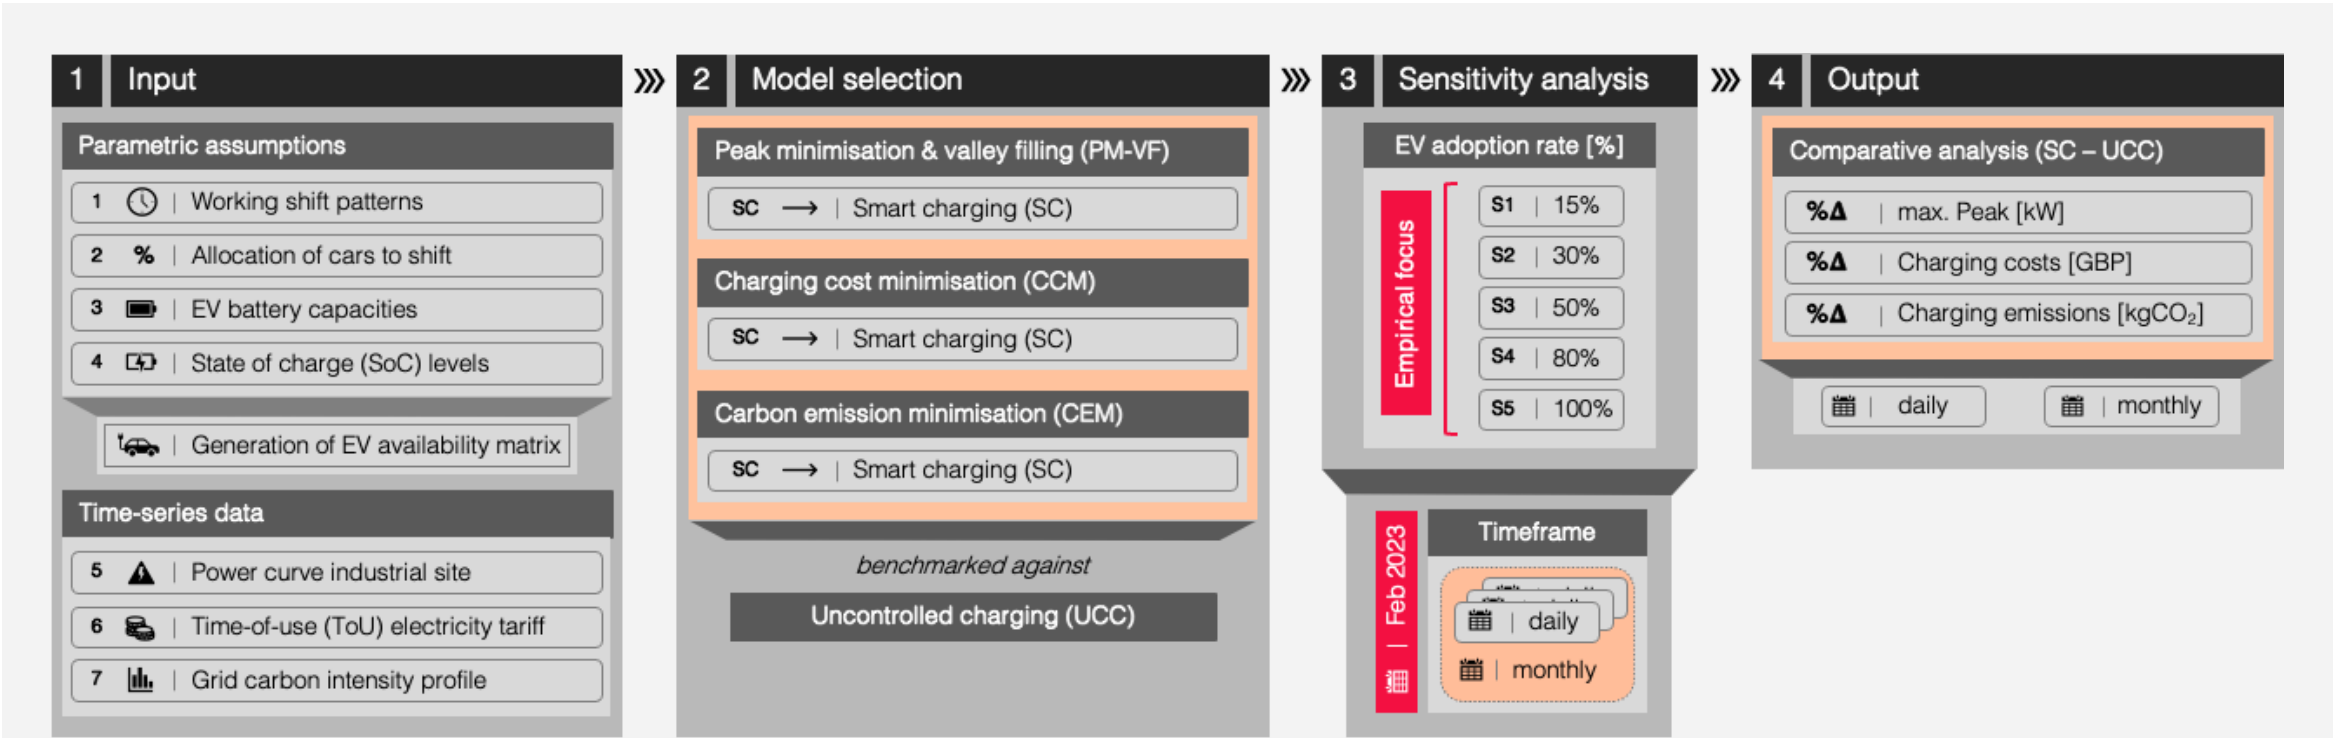 1 Input
Parametric assumptions
1 | Working shift patterns
2 % | Allocation of cars to shift
3 | EV battery capacities
4 | State of charge (SoC) levels
| Generation of EV availability matrix
Time-series data
5 | Power curve industrial site
6 | Time-of-use (ToU) electricity tariff
7 | Grid carbon intensity profile
2 Model selection
Peak minimisation & valley filling (PM-VF)
SC ⟶ | Smart charging (SC)
Charging cost minimisation (CCM)
SC ⟶ | Smart charging (SC)
Carbon emission minimisation (CEM)
SC ⟶ | Smart charging (SC)
benchmarked against
Uncontrolled charging (UCC)
3 Sensitivity analysis
EV adoption rate [%]
Empirical focus
S1 | 15%
S2 | 30%
S3 | 50%
S4 | 80%
S5 | 100%
| Feb 2023
Timeframe
| daily
| monthly
4 Output
Comparative analysis (SC – UCC)
%Δ | max. Peak [kW]
%Δ | Charging costs [GBP]
%Δ | Charging emissions [kgCO₂]
| daily
| monthly